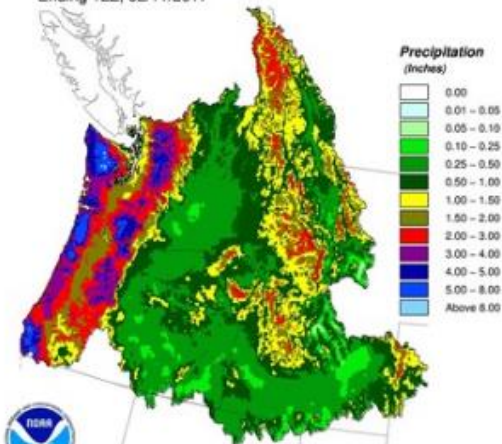 Precipitation
(Inches)
0.00
0.01 - 0.05
0.05 - 0.10
0.10 - 0.25
0.25 - 0.50
0.50 - 1.00
1.00 - 1.50
1.50 - 2.00
2.00 - 3.00
3.00 - 4.00
4.00 - 5.00
5.00 - 8.00
Above 8.00
NOAA